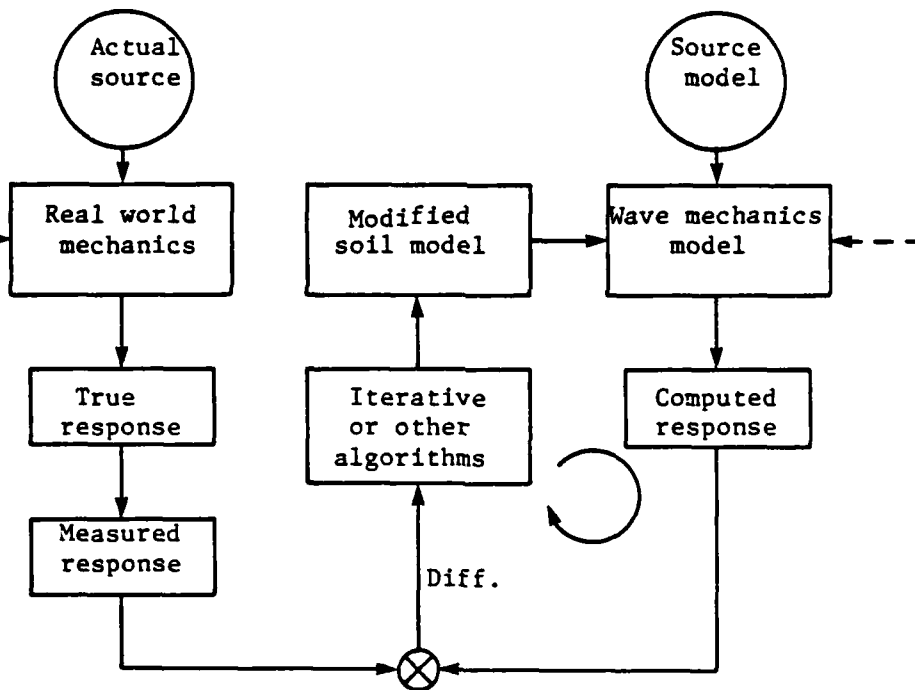 Actual
source
Source
model
Real world
mechanics
Modified
soil model
Wave mechanics
model
True
response
Iterative
or other
algorithms
Computed
response
Measured
response
Diff.